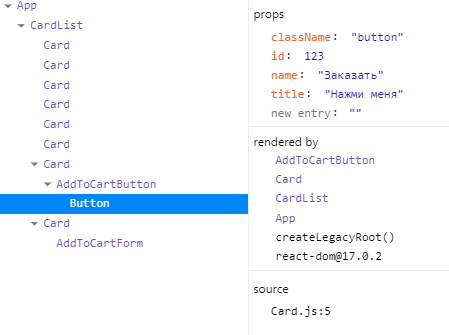 App
CardList
Card
Card
Card
Card
Card
Card
Card
AddToCartButton
Button
Card
AddToCartForm
props
className: "button"
id: 123
name: "Заказать"
title: "Нажми меня"
new entry: ""
rendered by
AddToCartButton
Card
CardList
App
createLegacyRoot()
react-dom@17.0.2
source
Card.js:5